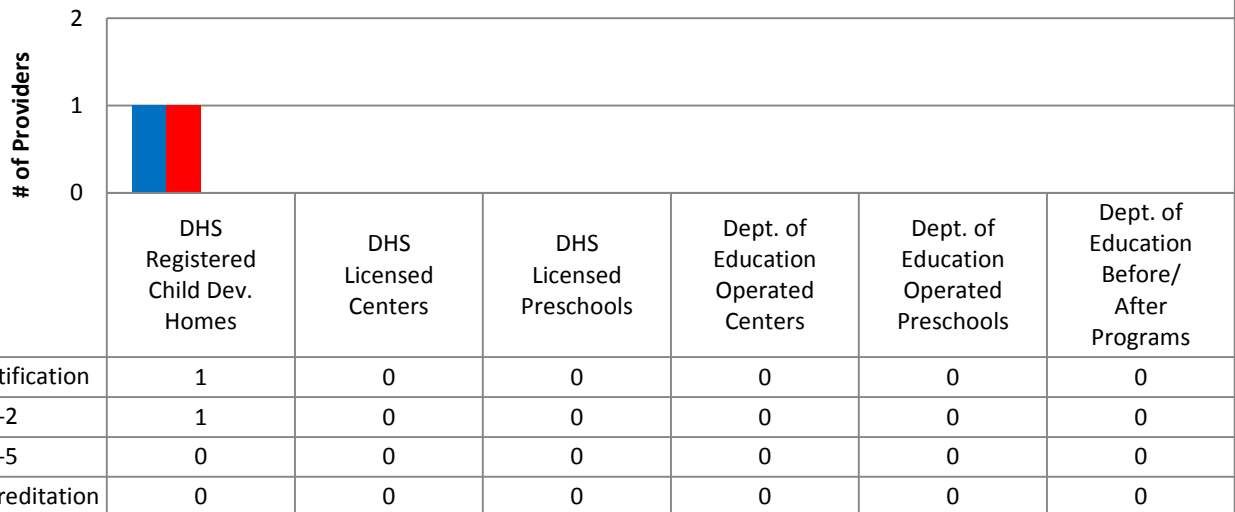 2
# of Providers
1
0
DHS
Registered
Child Dev.
Homes
DHS
Licensed
Centers
DHS
Licensed
Preschools
Dept. of
Education
Operated
Centers
Dept. of
Education
Operated
Preschools
Dept. of
Education
Before/
After
Programs
tification 1 0 0 0 0 0
-2 1 0 0 0 0 0
-5 0 0 0 0 0 0
reditation 0 0 0 0 0 0